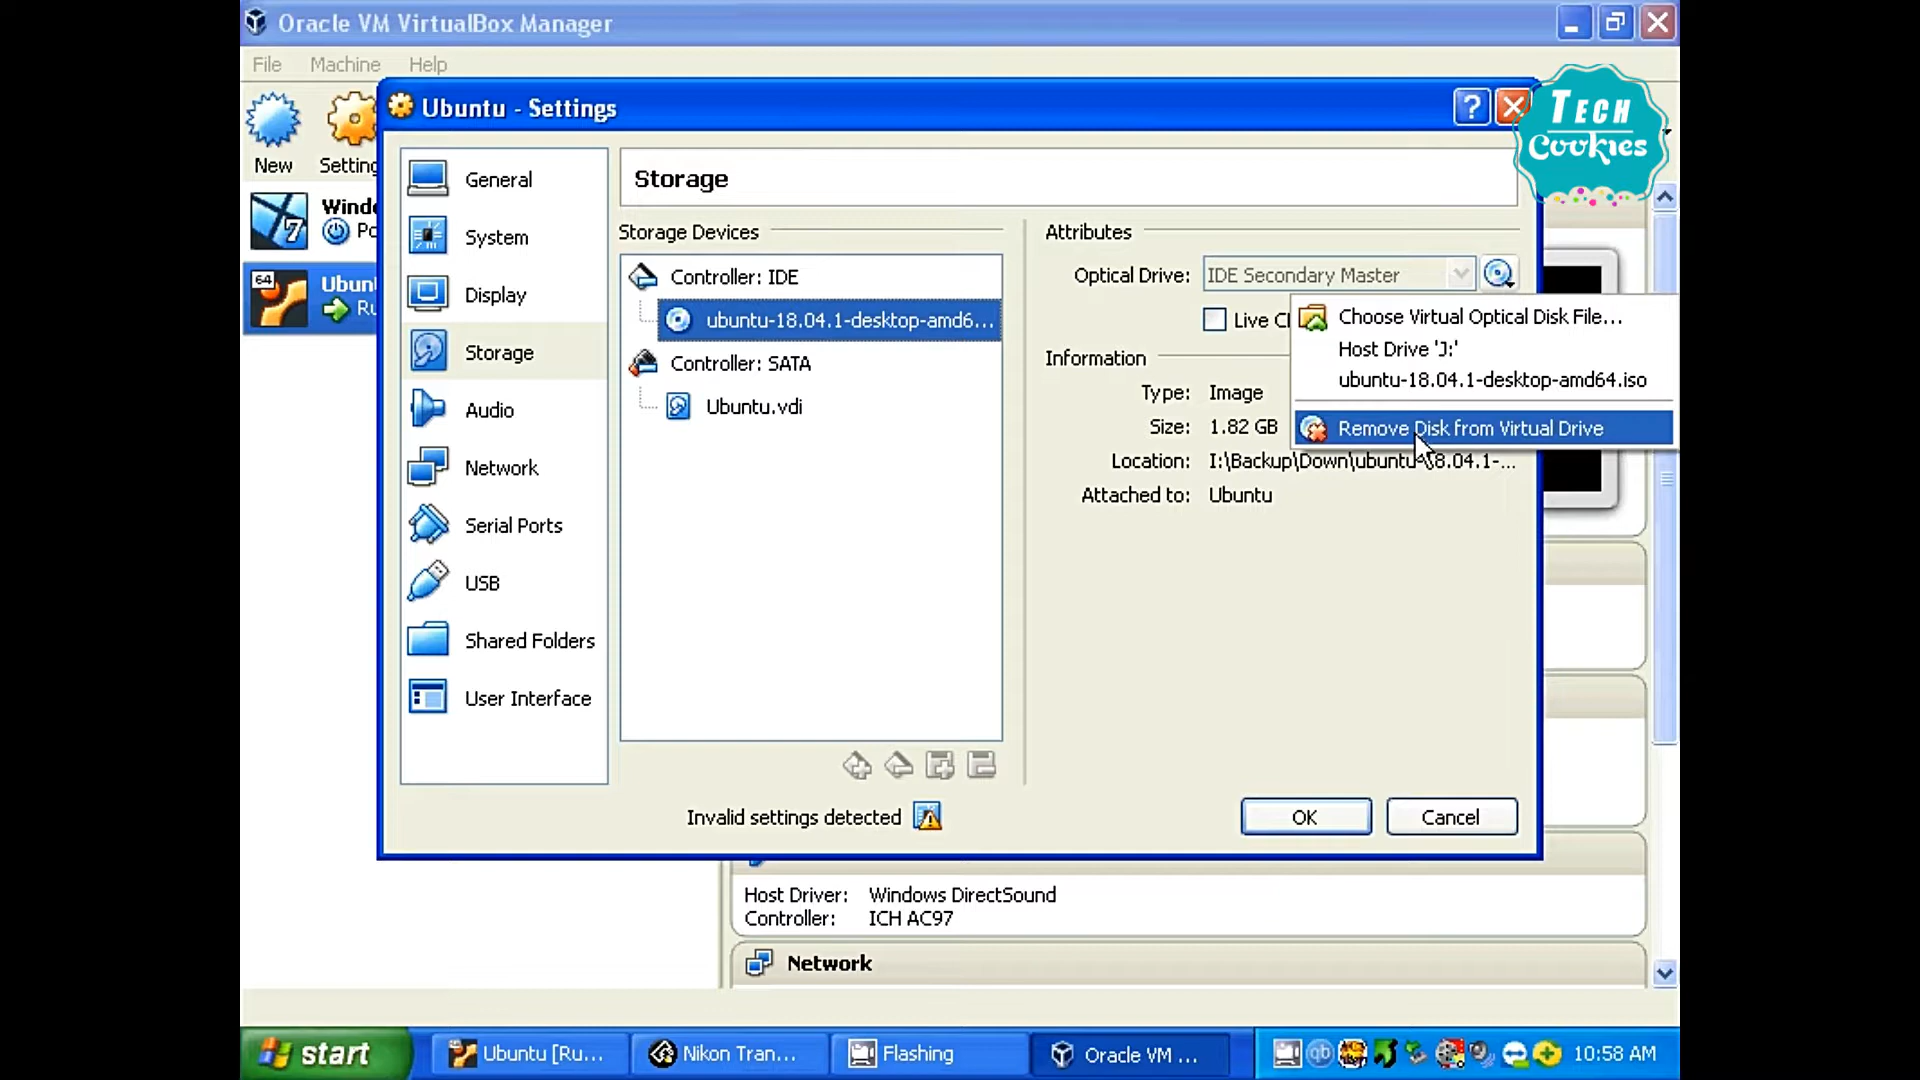 Oracle VM VirtualBox Manager
File Machine Help
TECH
Cookies
Ubuntu - Settings
New
General
Storage
System
Storage Devices
Attributes
Controller: IDE
Optical Drive: IDE Secondary Master
7
64
ubuntu-18.04.1-desktop-amd6...
Live
Choose Virtual Optical Disk File...
Host Drive 'J:'
ubuntu-18.04.1-desktop-amd64.iso
Remove Disk from Virtual Drive
Display
Storage
Controller: SATA
Ubuntu.vdi
Information
Type: Image
Size: 1.82 GB
Location: I:\Backup\Down\ubuntu-18.04.1-...
Attached to: Ubuntu
Audio
Network
Serial Ports
USB
Shared Folders
User Interface
Invalid settings detected
OK
Cancel
Host Driver: Windows DirectSound
Controller: ICH AC97
Network
start
Ubuntu [Ru...
Nikon Tran...
Flashing
Oracle VM ...
qb
10:58 AM